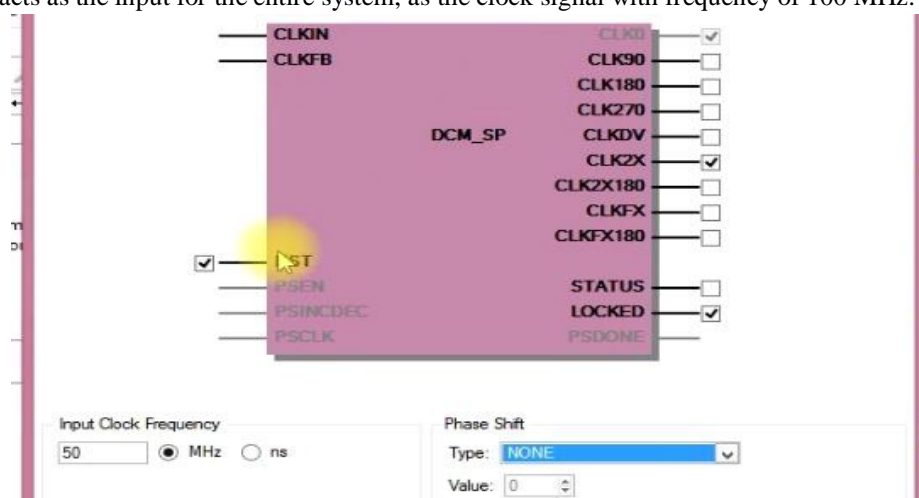 acts as the input for the entire system, as the clock signal with frequency of 100 MHz.
CLKIN CLK0
CLKFB CLK90
CLK180
CLK270
DCM_SP CLKDV
CLK2X
CLK2X180
CLKFX
CLKFX180
RST
PSEN STATUS
PSINCDEC LOCKED
PSCLK PSDONE
Input Clock Frequency Phase Shift
50 MHz ns Type: NONE
Value: 0